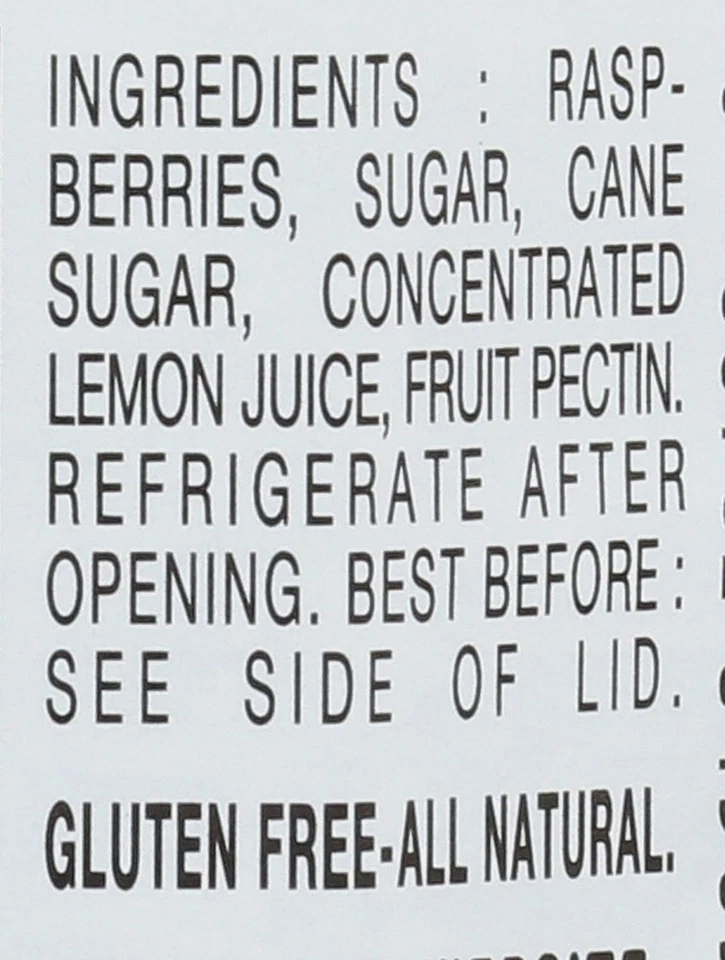 INGREDIENTS : RASP-
BERRIES, SUGAR, CANE
SUGAR, CONCENTRATED
LEMON JUICE, FRUIT PECTIN.
REFRIGERATE AFTER
OPENING. BEST BEFORE :
SEE SIDE OF LID.
GLUTEN FREE-ALL NATURAL.